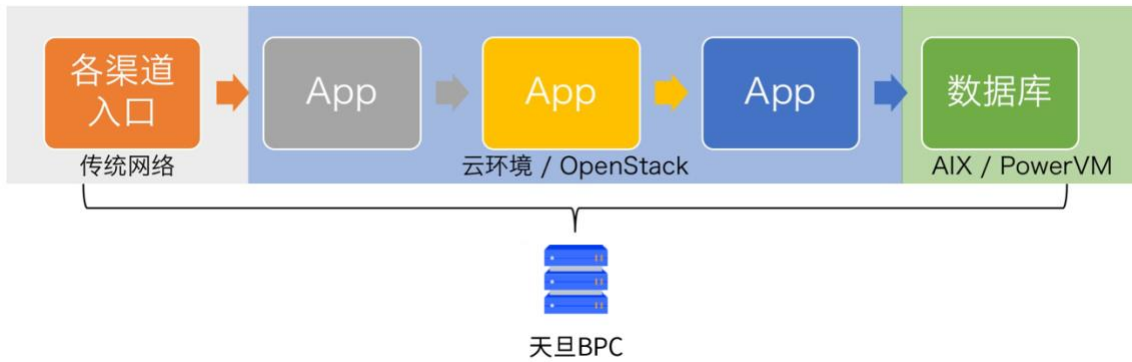 各渠道
入口
App
App
App
数据库
传统网络
云环境 / OpenStack
AIX / PowerVM
天旦BPC